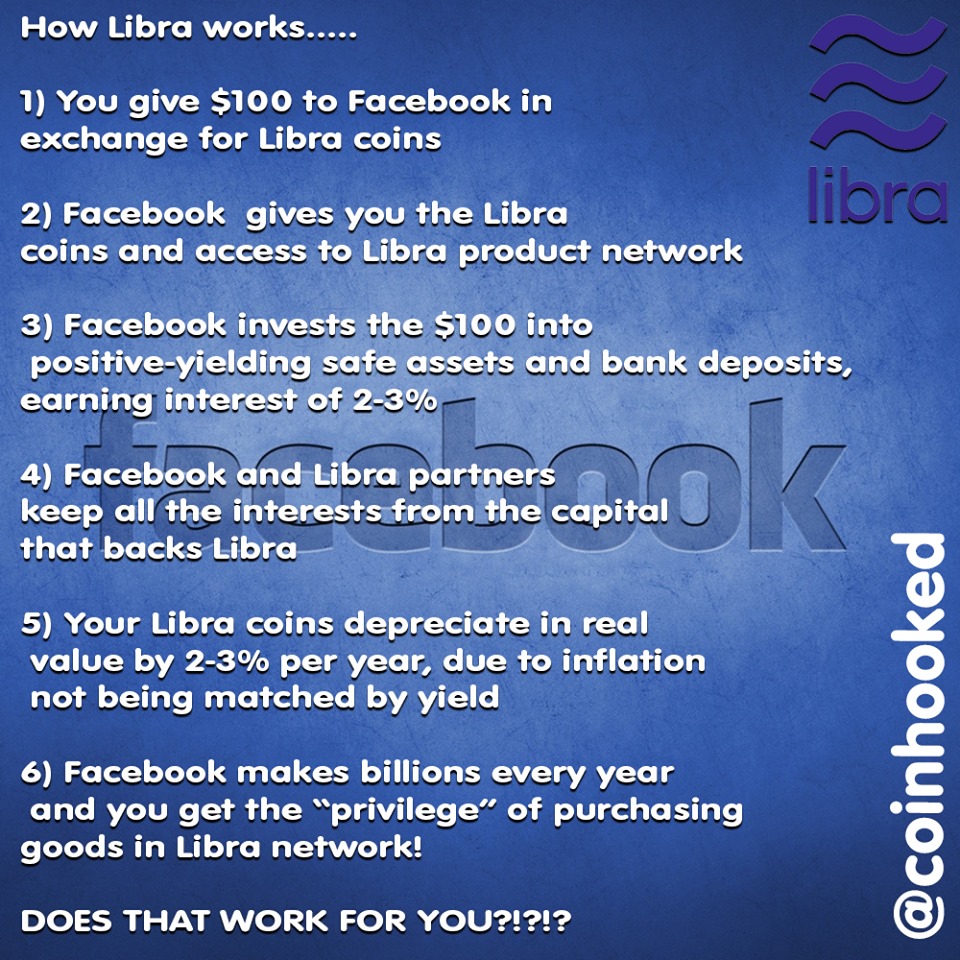 How Libra works.....
libra
1) You give $100 to Facebook in
exchange for Libra coins
2) Facebook gives you the Libra
coins and access to Libra product network
3) Facebook invests the $100 into
positive-yielding safe assets and bank deposits,
earning interest of 2-3%
facebook
4) Facebook and Libra partners
keep all the interests from the capital
that backs Libra
5) Your Libra coins depreciate in real
value by 2-3% per year, due to inflation
not being matched by yield
6) Facebook makes billions every year
and you get the “privilege” of purchasing
goods in Libra network!
DOES THAT WORK FOR YOU?!?!?
@coinhooked